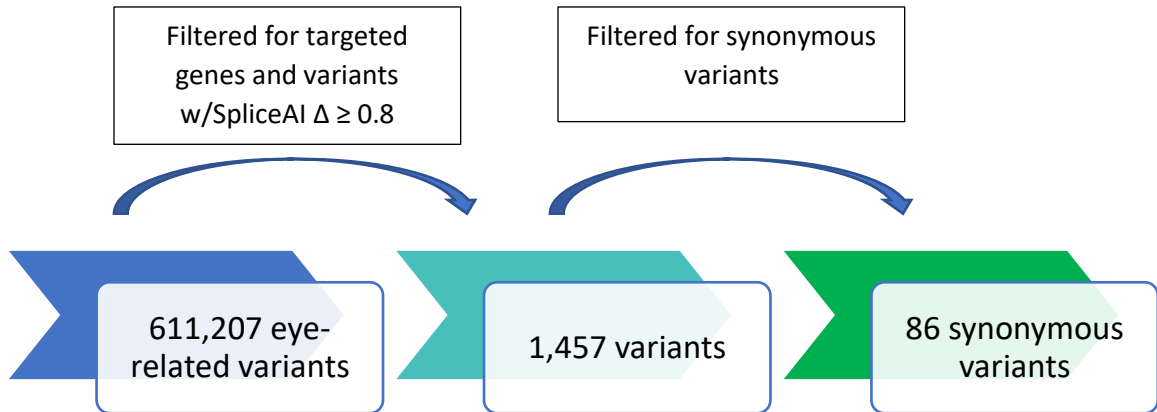 Filtered for targeted
genes and variants
w/SpliceAI Δ ≥ 0.8
Filtered for synonymous
variants
611,207 eye-
related variants
1,457 variants
86 synonymous
variants